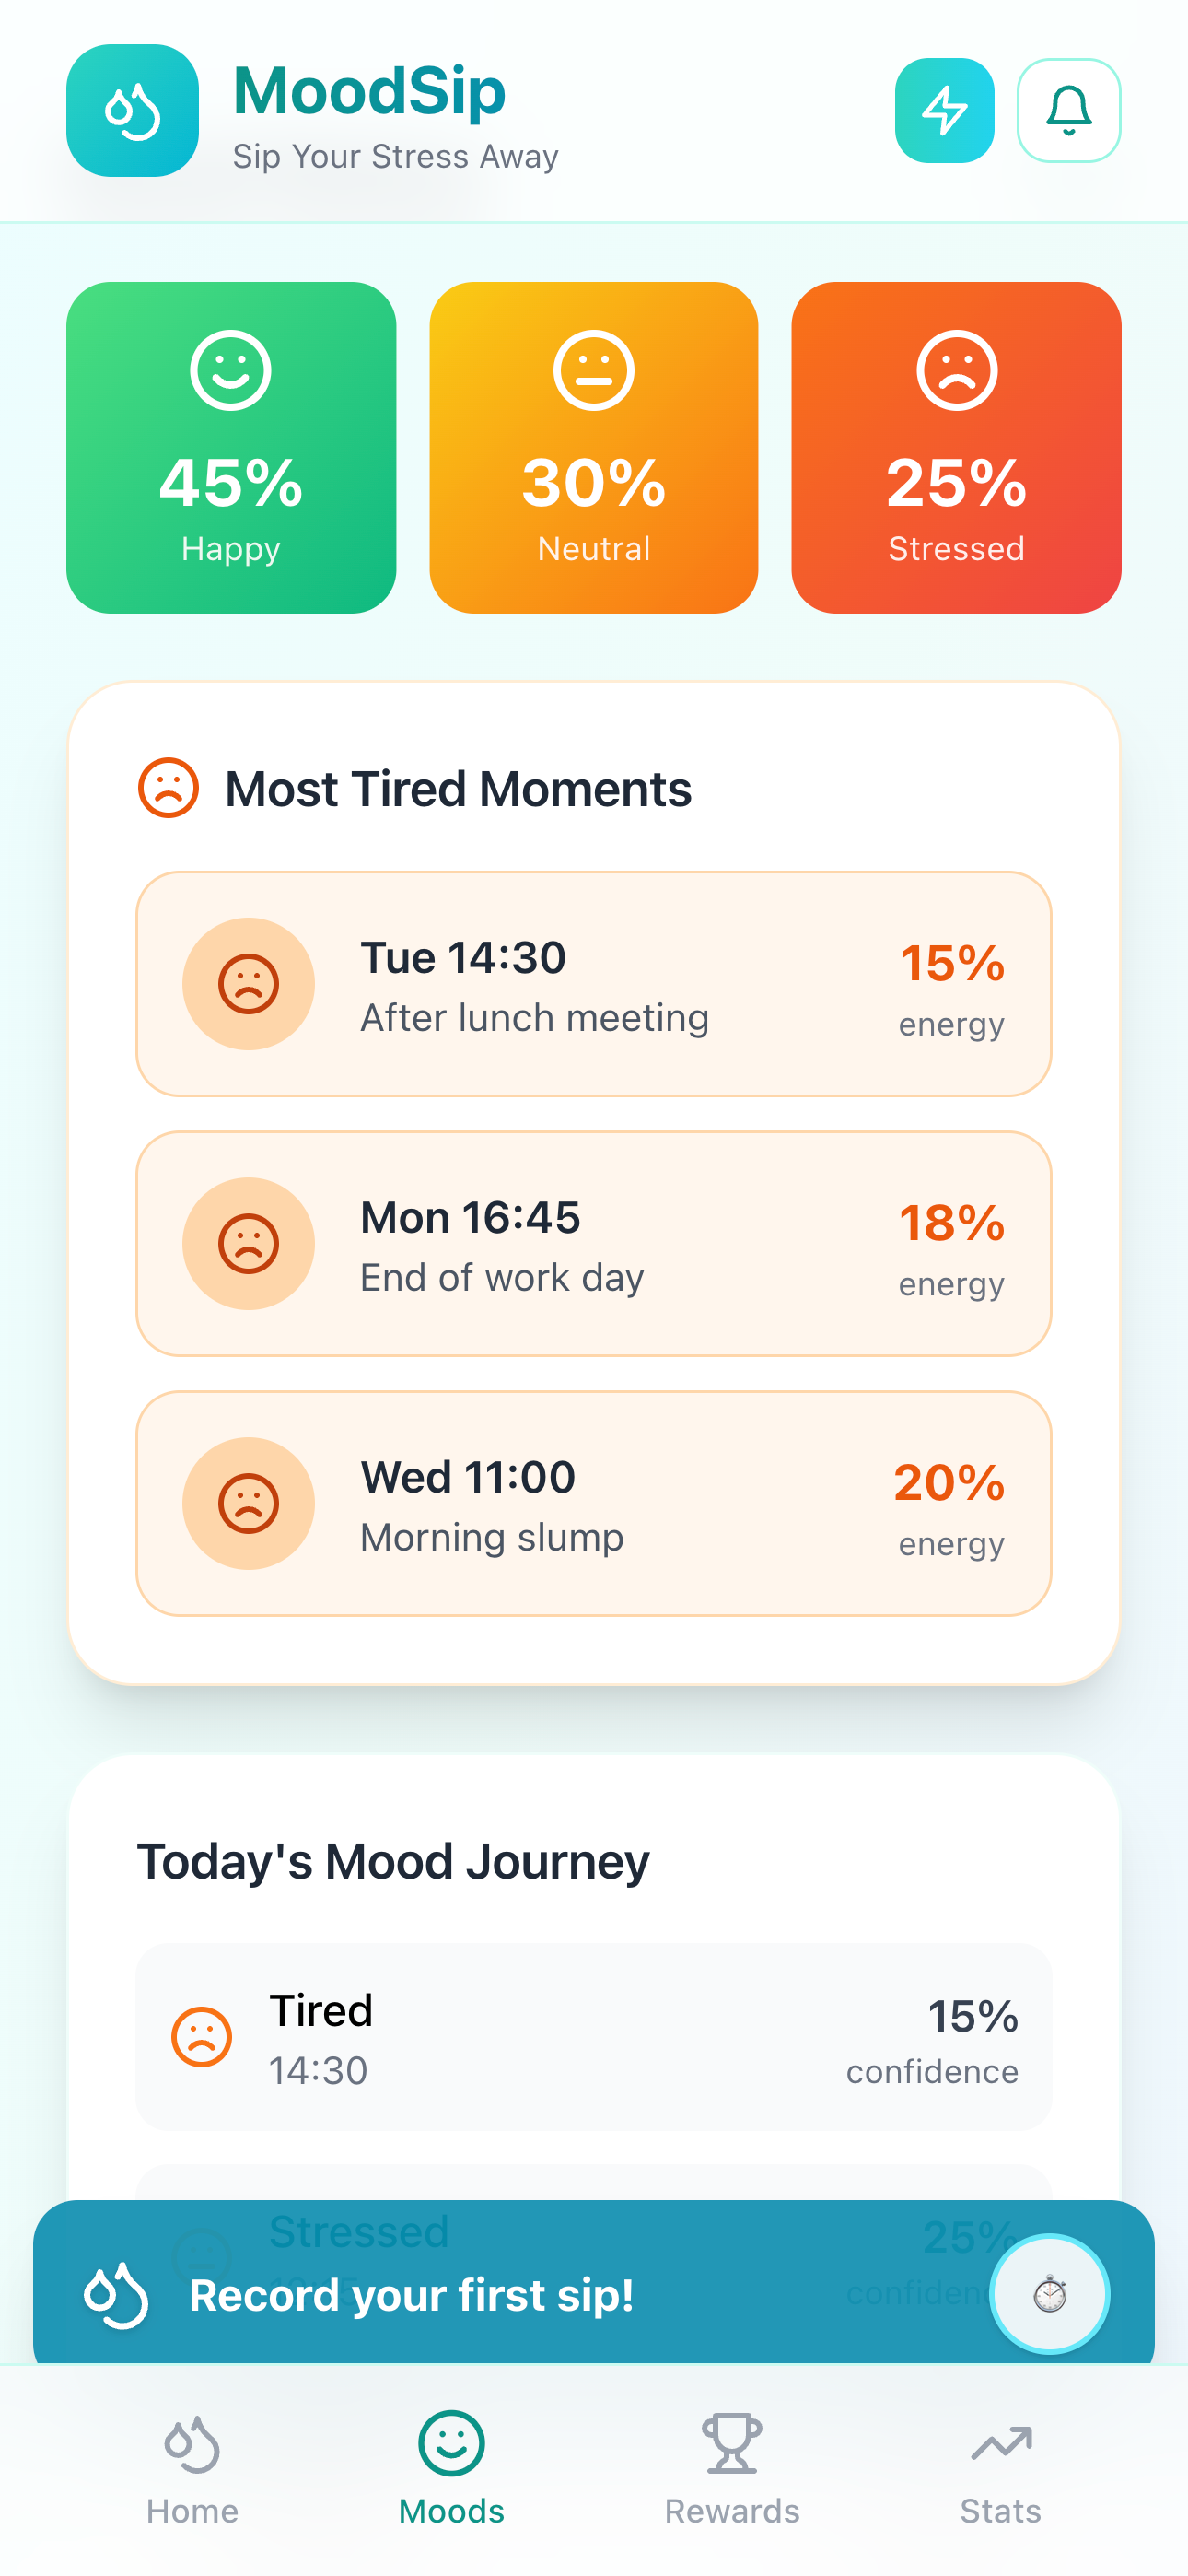 MoodSip
Sip Your Stress Away
45%
Happy
30%
Neutral
25%
Stressed
Most Tired Moments
Tue 14:30
After lunch meeting
15%
energy
Mon 16:45
End of work day
18%
energy
Wed 11:00
Morning slump
20%
energy
Today's Mood Journey
Tired
14:30
15%
confidence
Stressed
25%
Record your first sip!
Home
Moods
Rewards
Stats